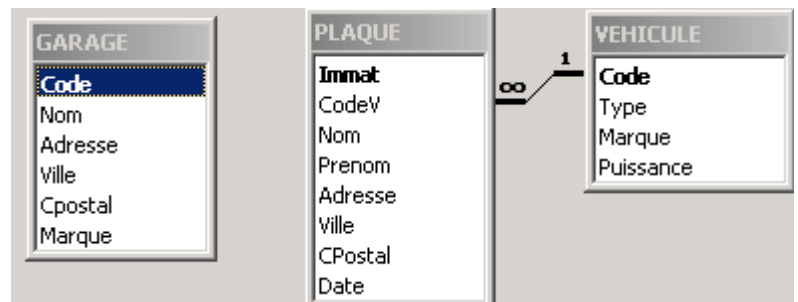 GARAGE
Code
Nom
Adresse
Ville
Cpostal
Marque
PLAQUE
Immat
CodeV
Nom
Prenom
Adresse
Ville
CPostal
Date
∞
1
VEHICULE
Code
Type
Marque
Puissance